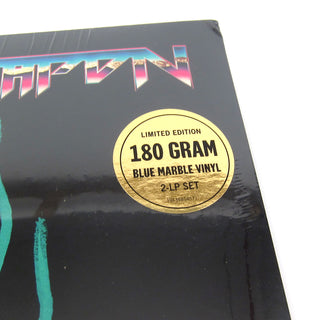 LIMITED EDITION
180 GRAM
BLUE MARBLE VINYL
2-LP SET